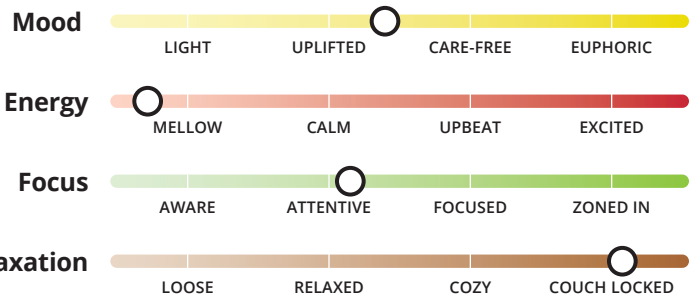 Mood
LIGHT UPLIFTED CARE-FREE EUPHORIC
Energy
MELLOW CALM UPBEAT EXCITED
Focus
AWARE ATTENTIVE FOCUSED ZONED IN
axation
LOOSE RELAXED COZY COUCH LOCKED